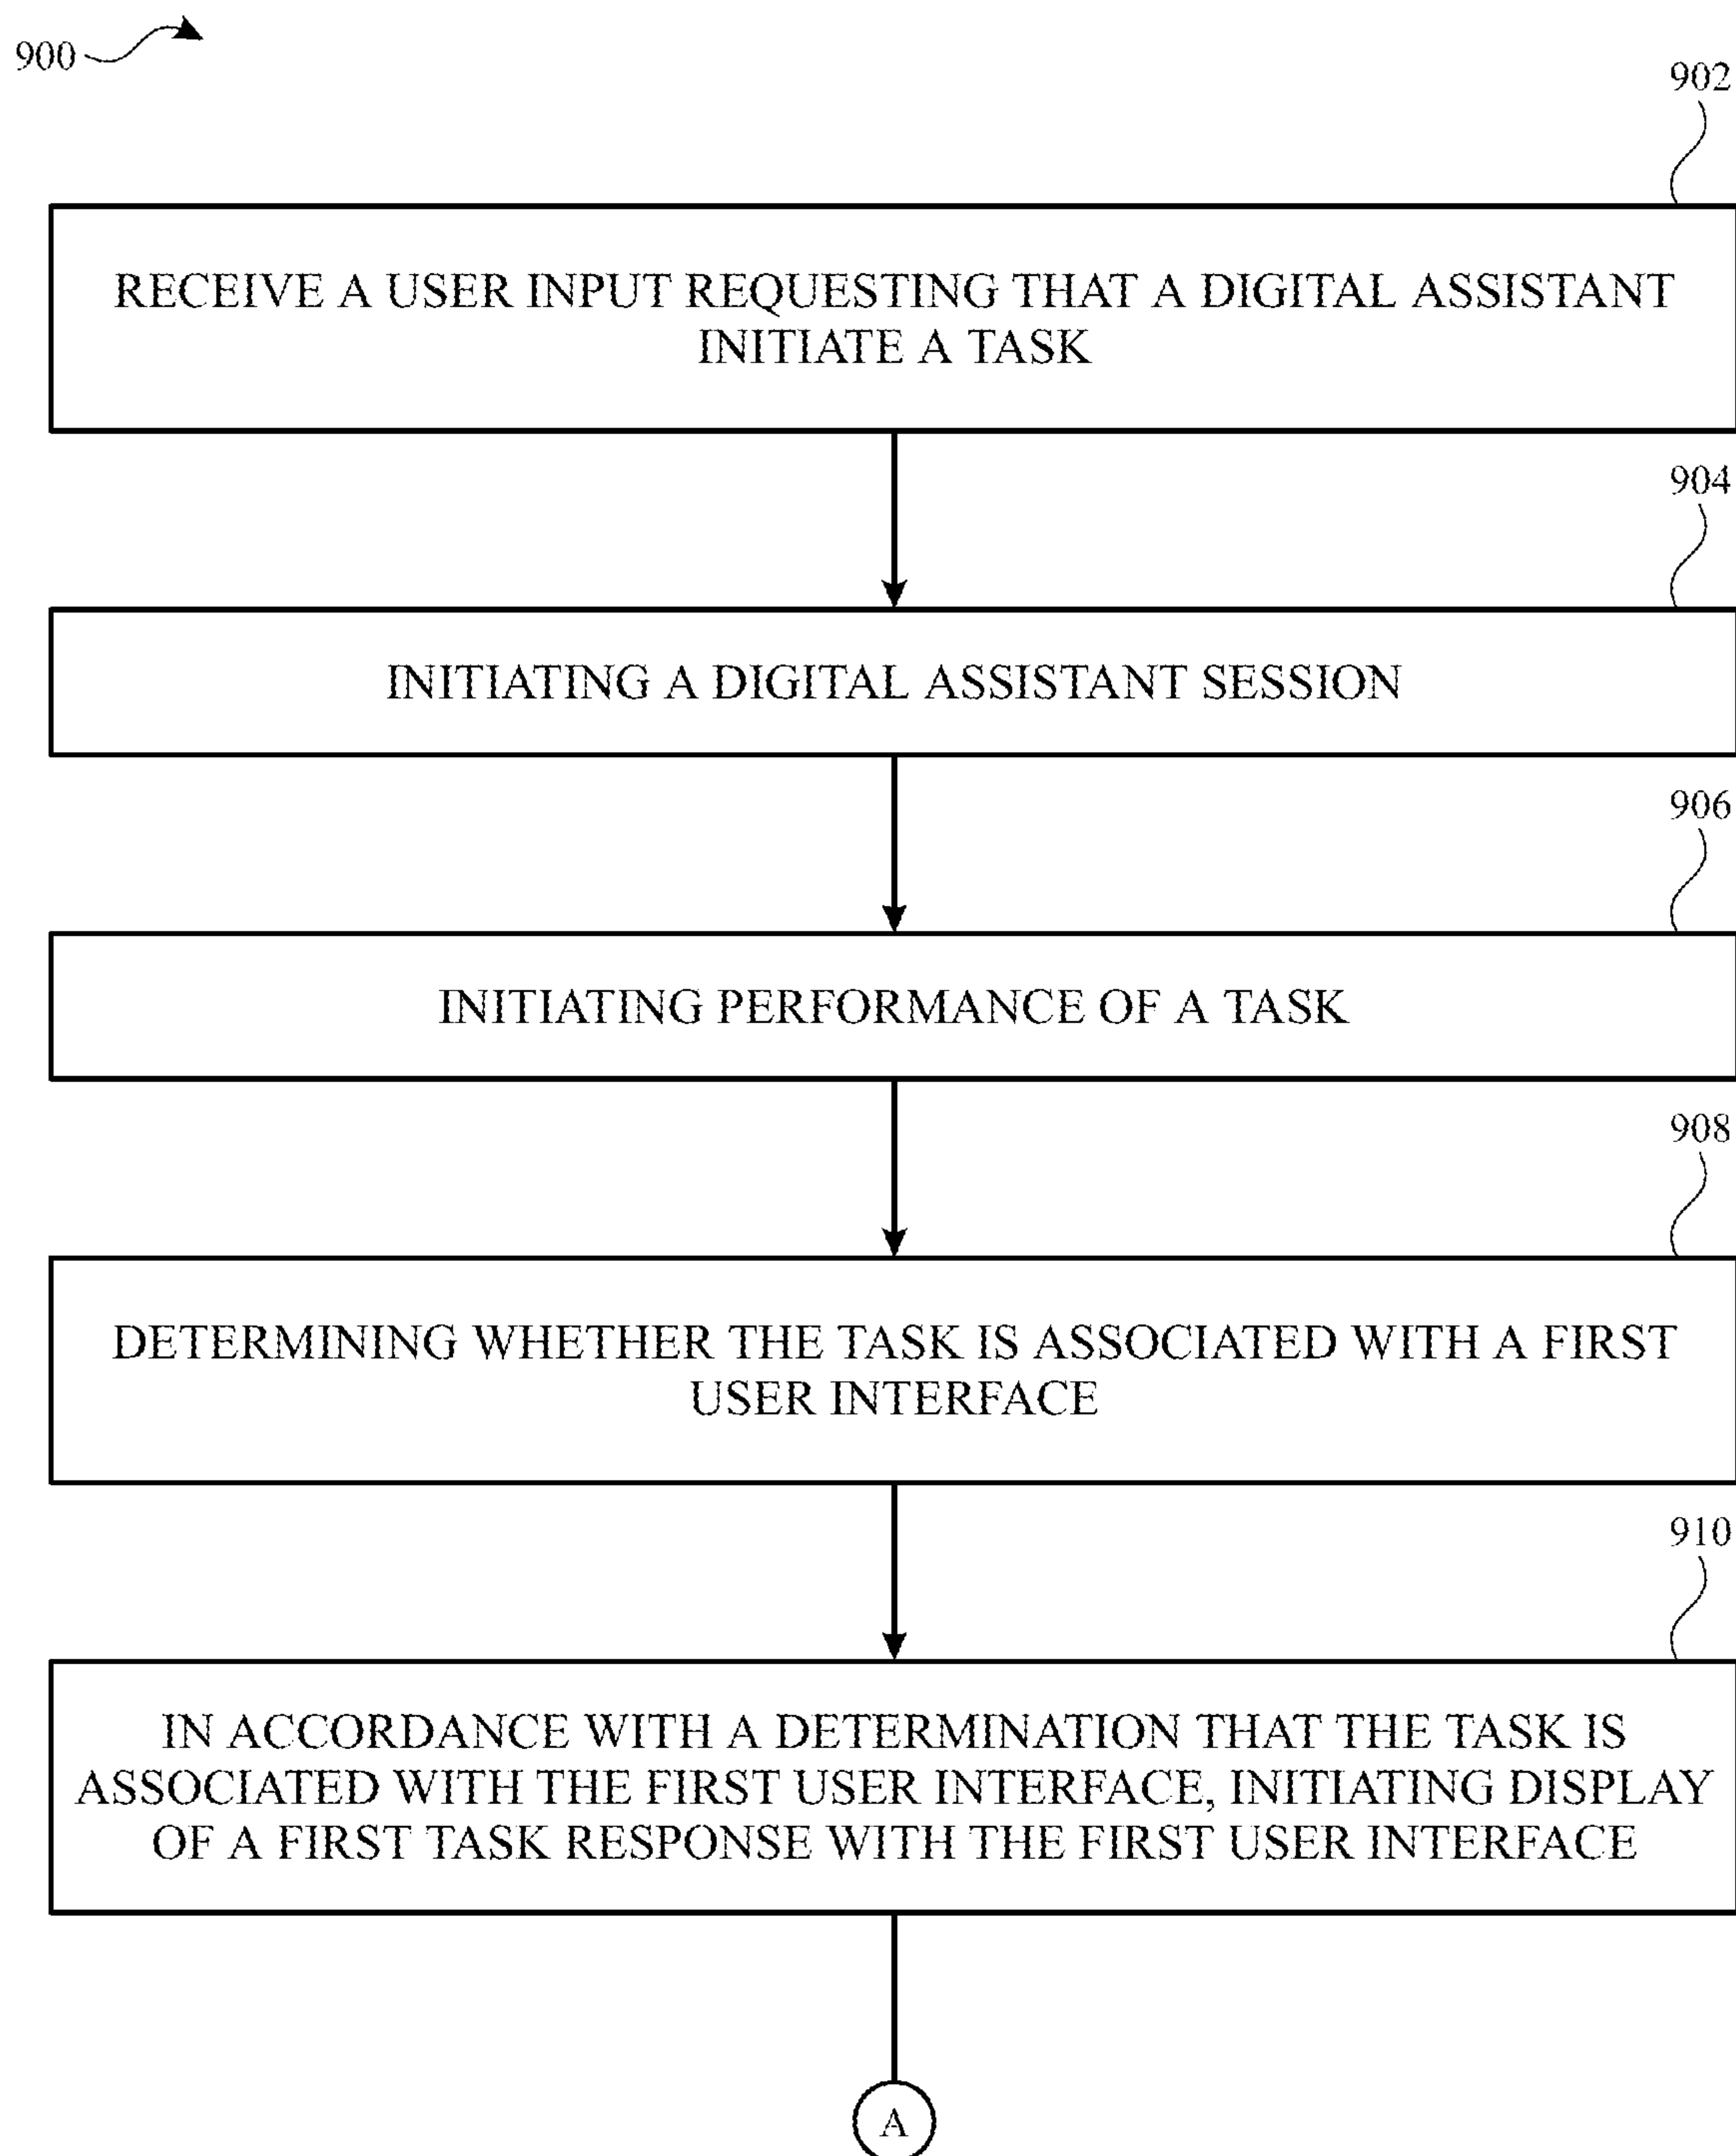 900
902
RECEIVE A USER INPUT REQUESTING THAT A DIGITAL ASSISTANT
INITIATE A TASK
904
INITIATING A DIGITAL ASSISTANT SESSION
906
INITIATING PERFORMANCE OF A TASK
908
DETERMINING WHETHER THE TASK IS ASSOCIATED WITH A FIRST
USER INTERFACE
910
IN ACCORDANCE WITH A DETERMINATION THAT THE TASK IS
ASSOCIATED WITH THE FIRST USER INTERFACE, INITIATING DISPLAY
OF A FIRST TASK RESPONSE WITH THE FIRST USER INTERFACE
A